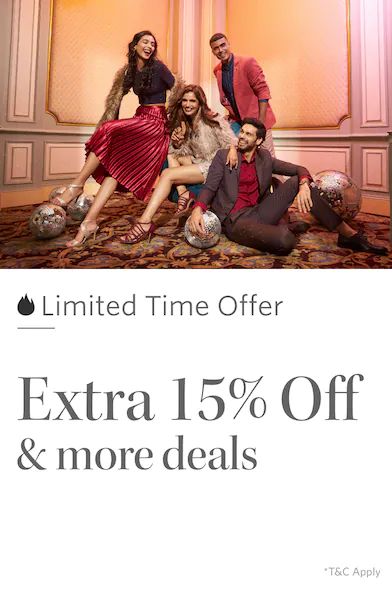 Limited Time Offer
Extra 15% Off
& more deals
*T&C Apply